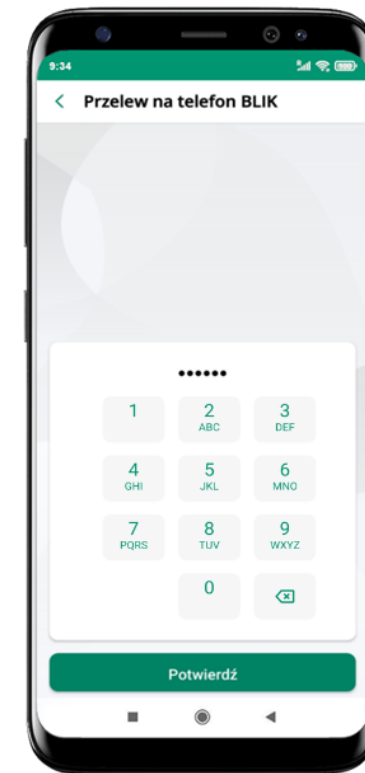 9:34
Przelew na telefon BLIK
••••••
1 2 3
ABC DEF
4 5 6
GHI JKL MNO
7 8 9
PQRS TUV WXYZ
0
Potwierdź